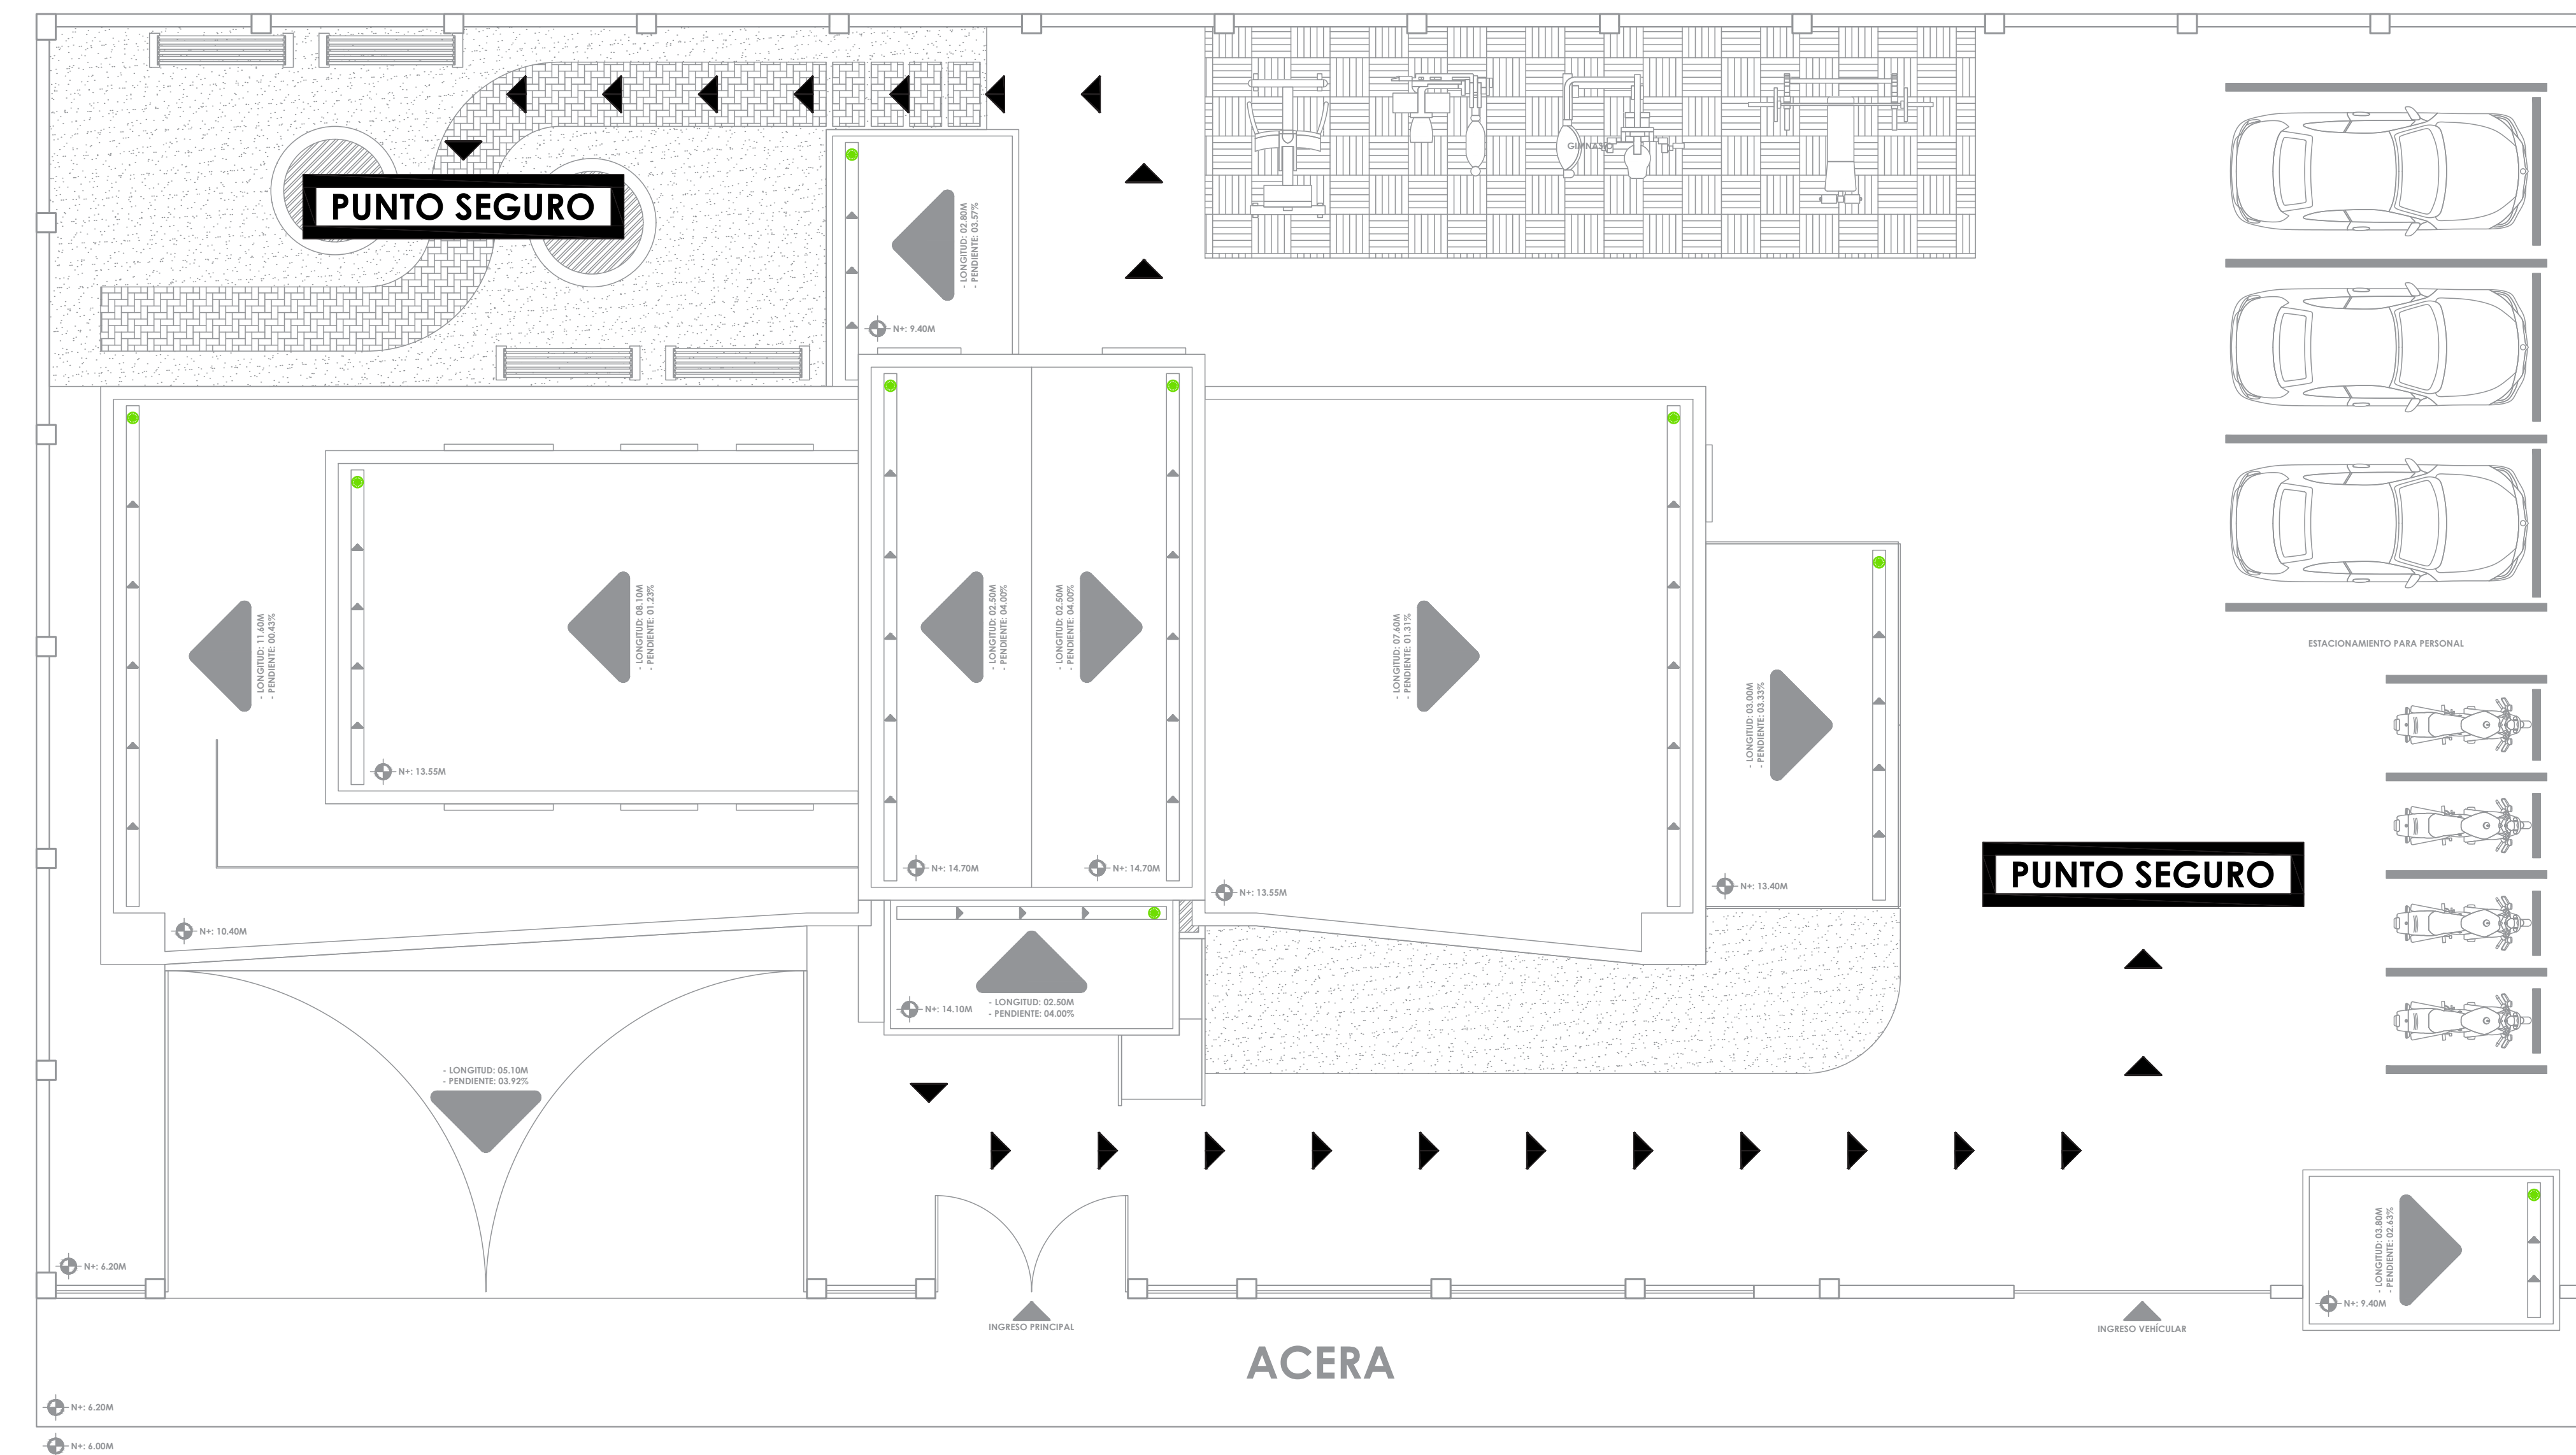 PUNTO SEGURO
GIMNASIO
- LONGITUD: 02.80M
- PENDIENTE: 03.57%
N+: 9.40M
- LONGITUD: 11.60M
- PENDIENTE: 00.43%
- LONGITUD: 08.10M
- PENDIENTE: 01.23%
- LONGITUD: 02.50M
- PENDIENTE: 04.00%
- LONGITUD: 02.50M
- PENDIENTE: 04.00%
- LONGITUD: 07.60M
- PENDIENTE: 01.31%
- LONGITUD: 03.00M
- PENDIENTE: 03.33%
ESTACIONAMIENTO PARA PERSONAL
N+: 13.55M
N+: 14.70M
N+: 14.70M
N+: 13.55M
N+: 13.40M
PUNTO SEGURO
N+: 10.40M
N+: 14.10M
- LONGITUD: 02.50M
- PENDIENTE: 04.00%
- LONGITUD: 05.10M
- PENDIENTE: 03.92%
- LONGITUD: 03.80M
- PENDIENTE: 02.63%
N+: 6.20M
N+: 9.40M
INGRESO PRINCIPAL
INGRESO VEHÍCULAR
ACERA
N+: 6.20M
N+: 6.00M